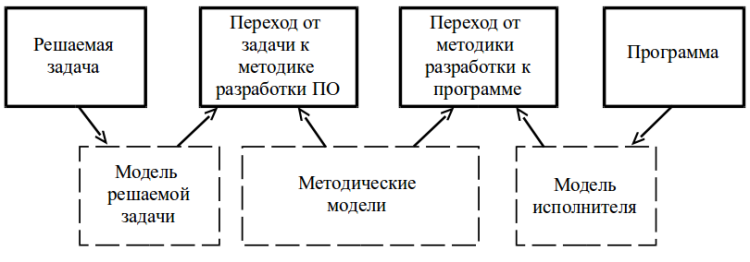 Решаемая
задача
Переход от
задачи к
методике
разработки ПО
Переход от
методики
разработки к
программе
Программа
Модель
решаемой
задачи
Методические
модели
Модель
исполнителя